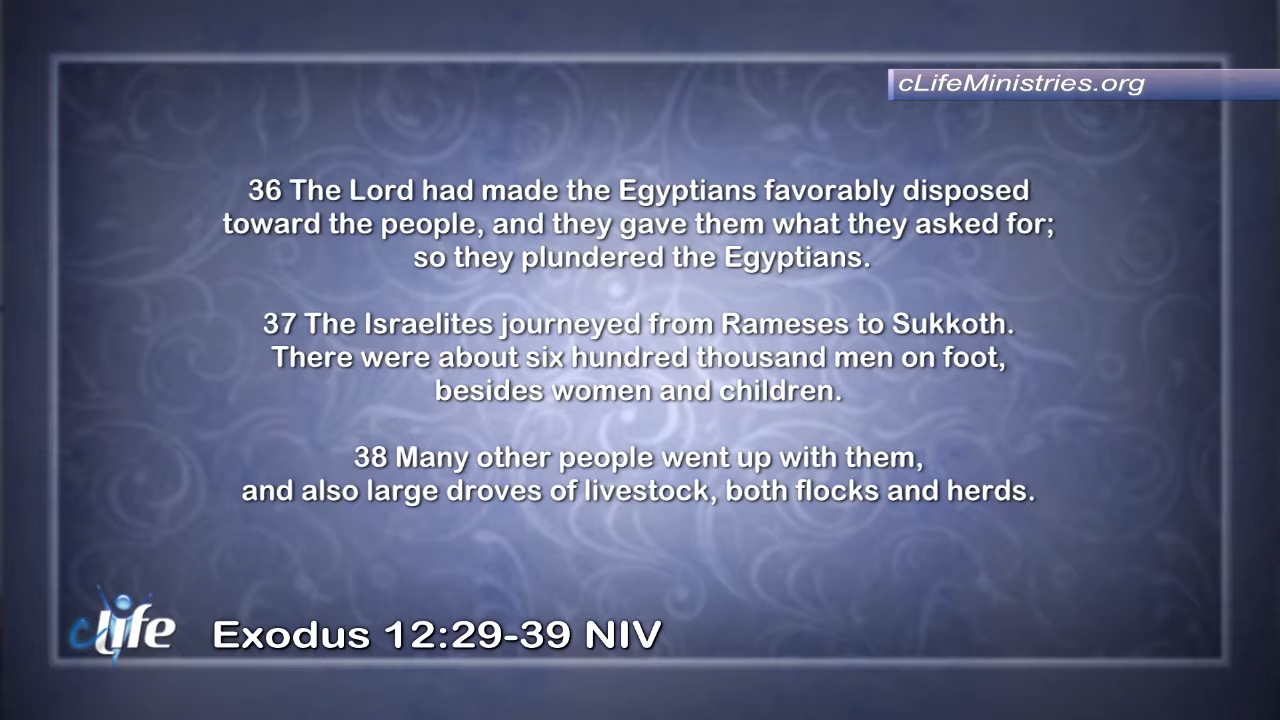 cLifeMinistries.org
36 The Lord had made the Egyptians favorably disposed
toward the people, and they gave them what they asked for;
so they plundered the Egyptians.
37 The Israelites journeyed from Rameses to Sukkoth.
There were about six hundred thousand men on foot,
besides women and children.
38 Many other people went up with them,
and also large droves of livestock, both flocks and herds.
cLife
Exodus 12:29-39 NIV